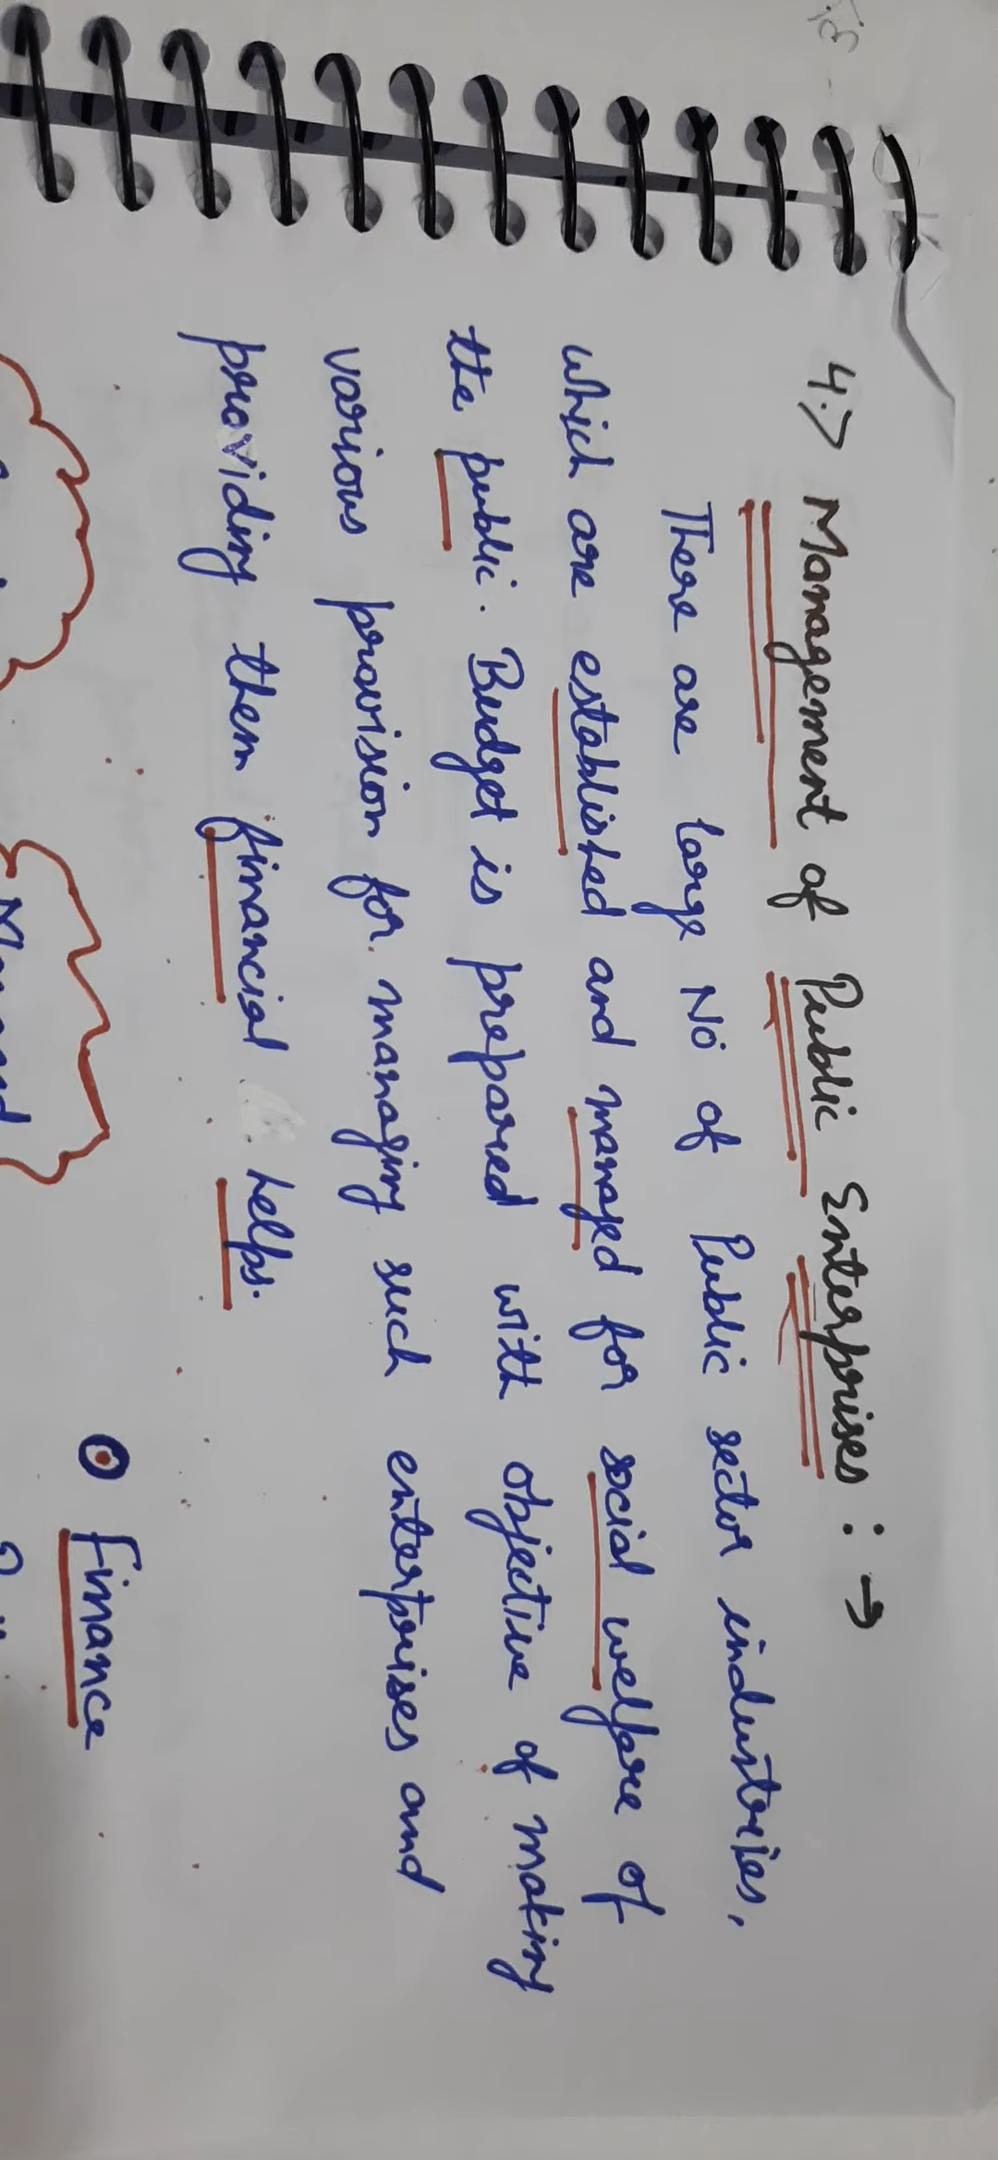 4.> Management of Public Enterprises : →
There are large No of Public sector industries,
which are established and managed for social welfare of
the public. Budget is prepared with objective of making
various provision for managing such enterprises and
providing them financial helps.
Finance